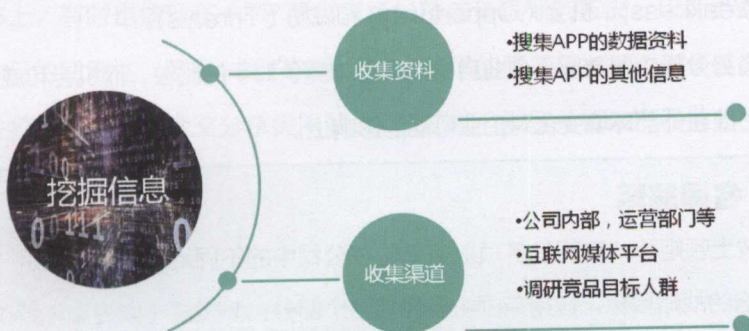 挖掘信息
收集资料
•搜集APP的数据资料
•搜集APP的其他信息
收集渠道
•公司内部，运营部门等
•互联网媒体平台
•调研竞品目标人群